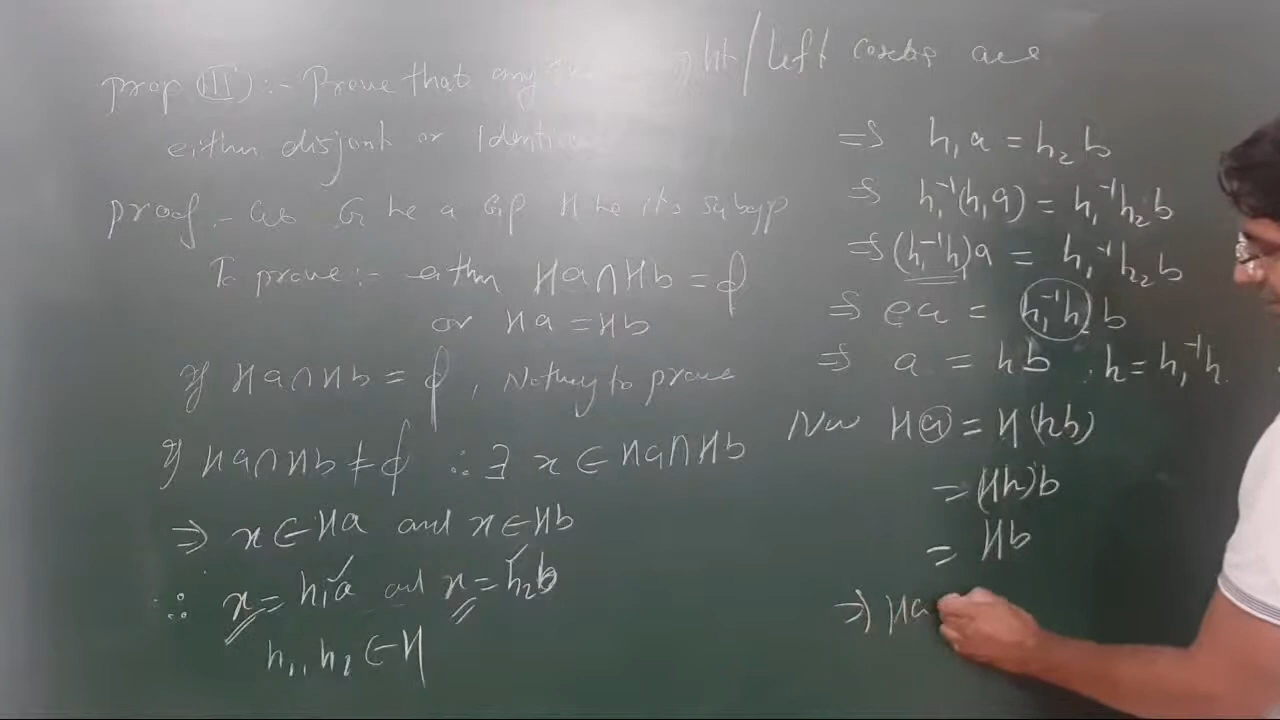 prop (III) :- Prove that any right/left cosets are
either disjoint or Identical
proof - Let G be a Gp H be its subgp
To prove :- either Ha∩Hb = ϕ
or Ha = Hb
If Ha∩Hb = ϕ, Nothing to prove
If Ha∩Hb ≠ ϕ ∴ ∃ x ∈ Ha∩Hb
⇒ x ∈ Ha and x ∈ Hb
∴ x = h₁a and x = h₂b
h₁, h₂ ∈ H
⇒ h₁a = h₂b
⇒ h₁⁻¹(h₁a) = h₁⁻¹h₂b
⇒ (h₁⁻¹h)a = h₁⁻¹h₂b
⇒ ea = (h₁⁻¹h₂)b
⇒ a = hb, h = h₁⁻¹h
Now Ha = H(hb)
= (Hh)b
= Hb
⇒ Ha